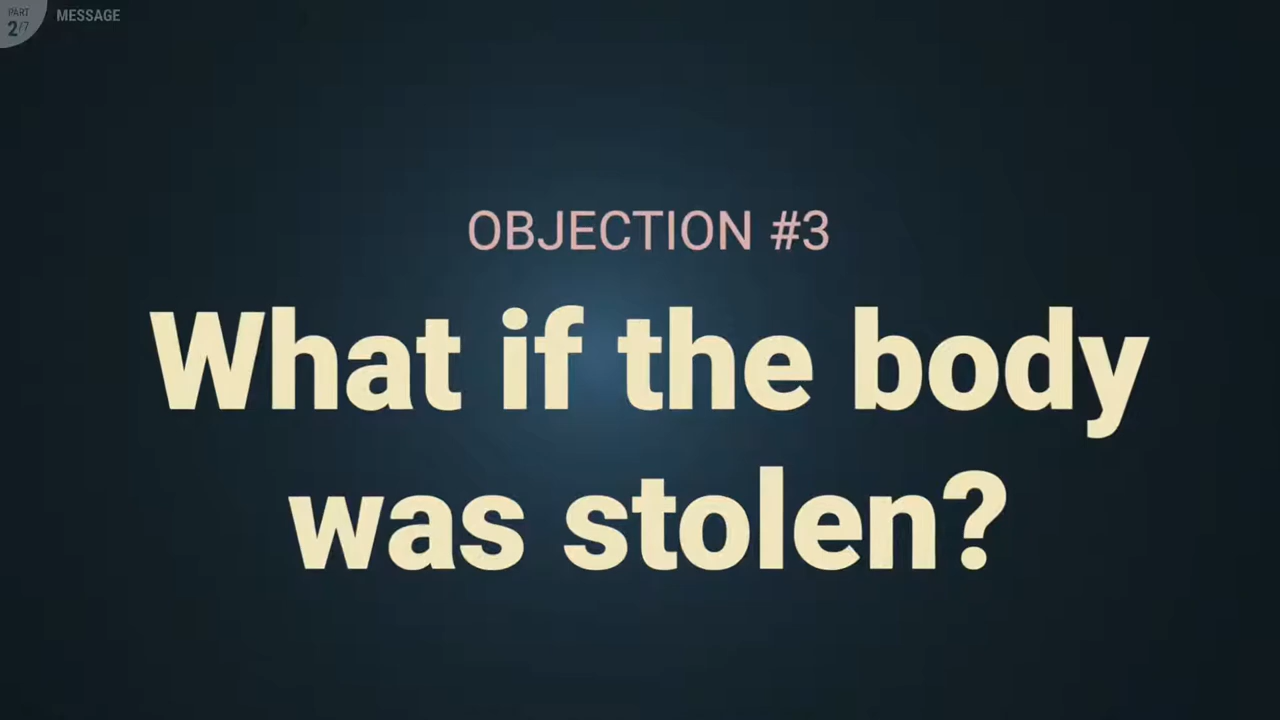 PART
2/7
MESSAGE
OBJECTION #3
What if the body
was stolen?